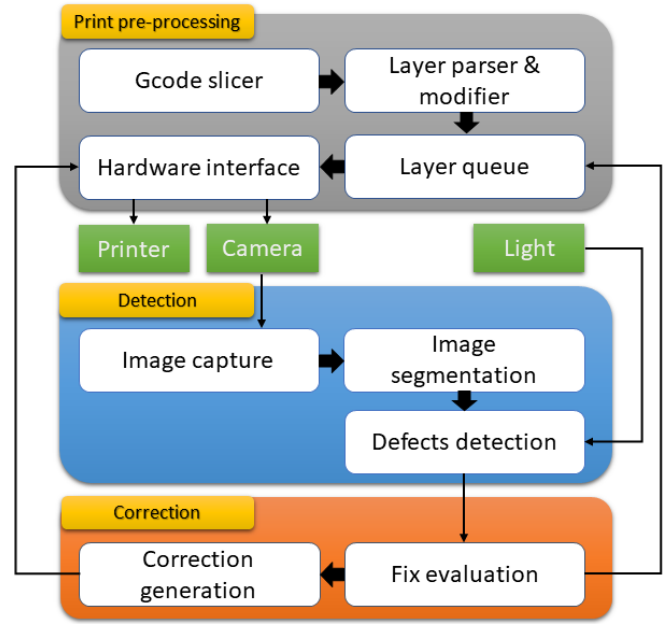 Print pre-processing
Gcode slicer
Layer parser &
modifier
Hardware interface
Layer queue
Printer
Camera
Light
Detection
Image capture
Image
segmentation
Defects detection
Correction
Correction
generation
Fix evaluation